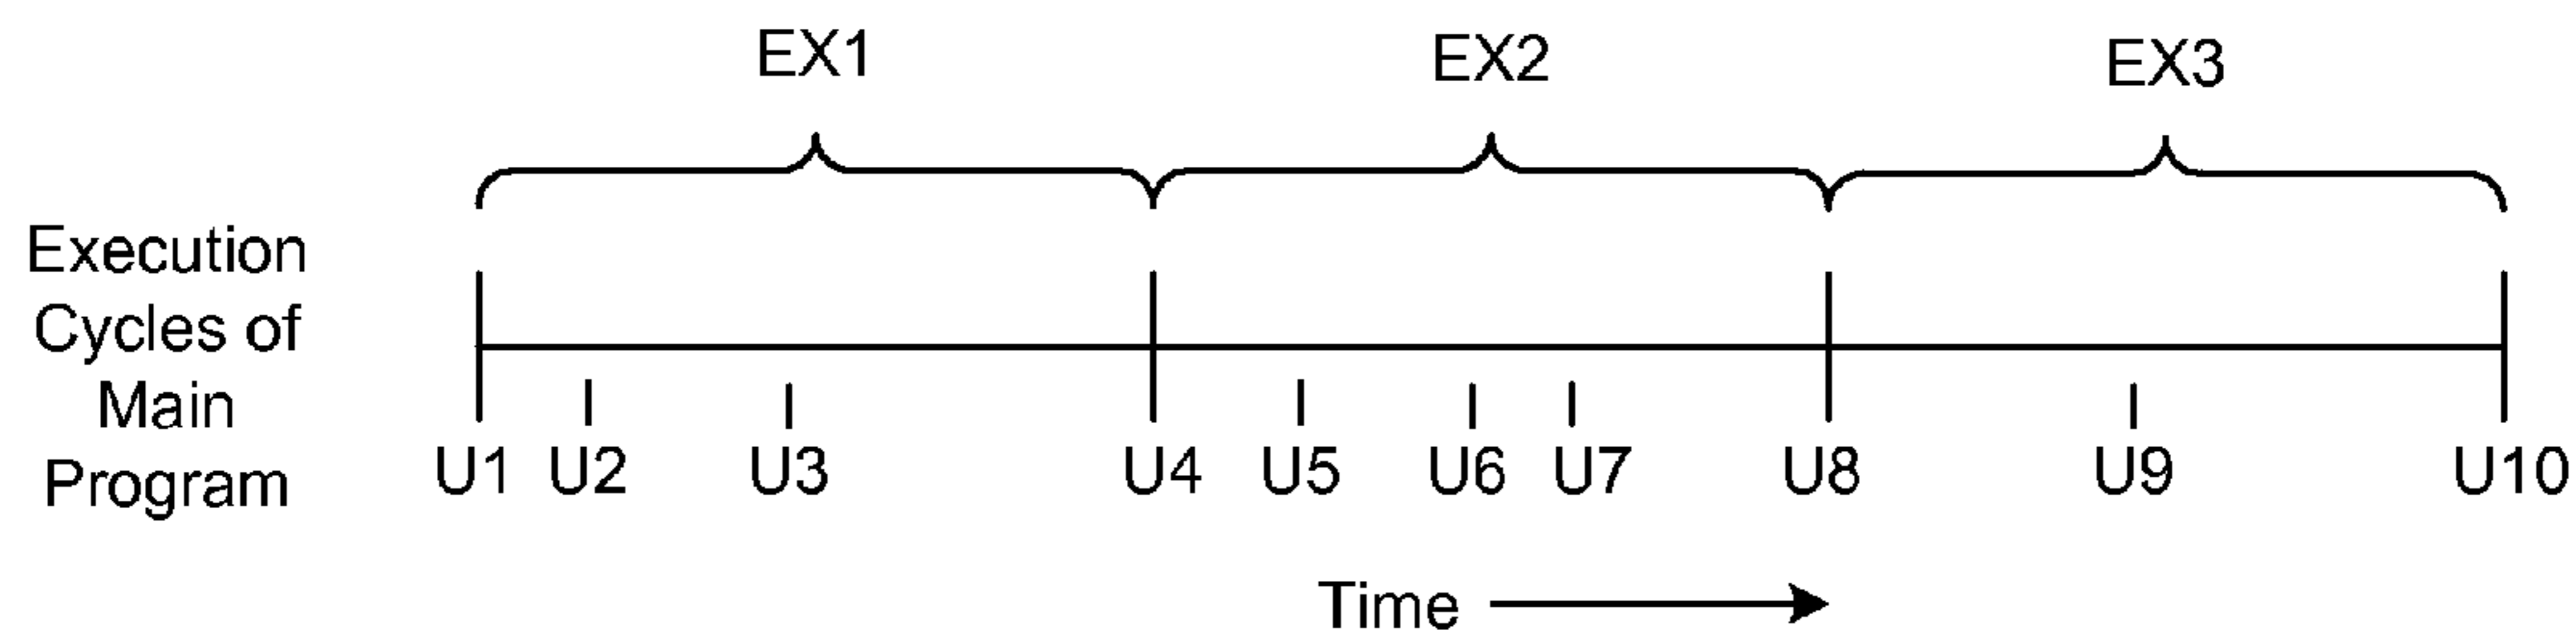 EX1 EX2 EX3
Execution
Cycles of
Main
Program
U1 U2 U3 U4 U5 U6 U7 U8 U9 U10
Time